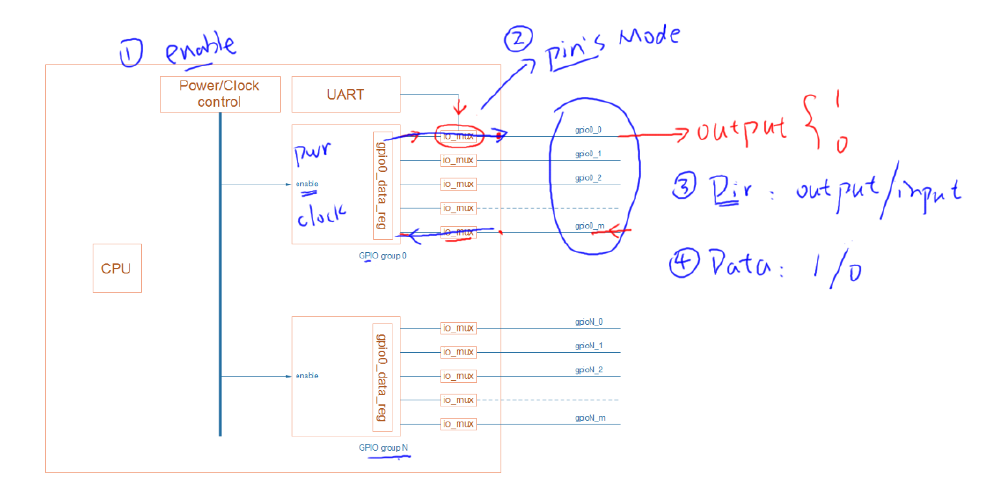 ① enable
② pin's Mode
Power/Clock
control
UART
io_mux
gpio0_0
output { 1
0
pwr
io_mux
gpio0_1
gpio0_data_reg
enable
io_mux
gpio0_2
③ Dir: output/input
clock
io_mux
io_mux
gpio0_m
GPIO group 0
④ Data: 1/0
CPU
io_mux
gpioN_0
io_mux
gpioN_1
gpio0_data_reg
enable
io_mux
gpioN_2
io_mux
io_mux
gpioN_m
GPIO group N